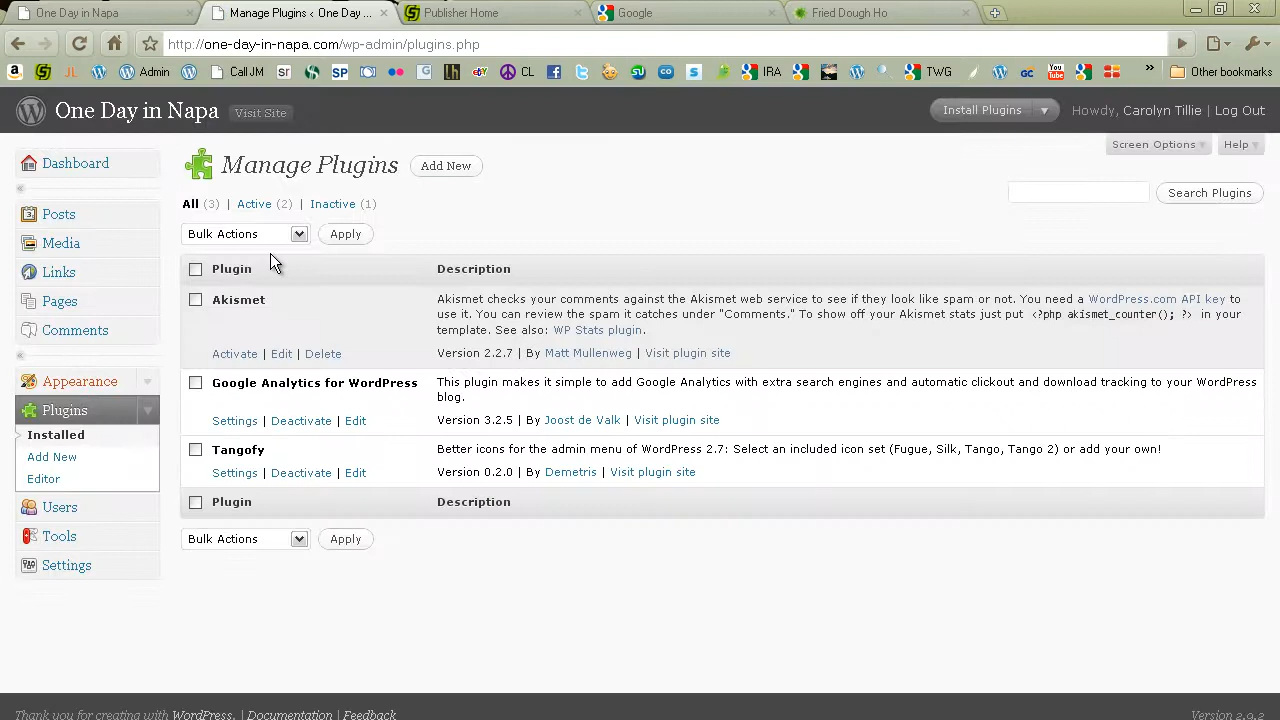 One Day in Napa
Manage Plugins ‹ One Day ...
Publisher Home
Google
Fried Dough Ho
http://one-day-in-napa.com/wp-admin/plugins.php
JL
Admin
Call JM
sr
SP
CL
IRA
TWG
GC
You Tube
»
Other bookmarks
One Day in Napa
Visit Site
Install Plugins
Howdy, Carolyn Tillie | Log Out
Screen Options
Help
Dashboard
Posts
Media
Links
Pages
Comments
Appearance
Plugins
Installed
Add New
Editor
Users
Tools
Settings
Manage Plugins
Add New
All (3) | Active (2) | Inactive (1)
Search Plugins
Bulk Actions
Apply
Plugin
Description
Akismet
Akismet checks your comments against the Akismet web service to see if they look like spam or not. You need a WordPress.com API key to
use it. You can review the spam it catches under "Comments." To show off your Akismet stats just put <?php akismet_counter(); ?> in your
template. See also: WP Stats plugin.
Activate | Edit | Delete
Version 2.2.7 | By Matt Mullenweg | Visit plugin site
Google Analytics for WordPress
This plugin makes it simple to add Google Analytics with extra search engines and automatic clickout and download tracking to your WordPress
blog.
Settings | Deactivate | Edit
Version 3.2.5 | By Joost de Valk | Visit plugin site
Tangofy
Better icons for the admin menu of WordPress 2.7: Select an included icon set (Fugue, Silk, Tango, Tango 2) or add your own!
Settings | Deactivate | Edit
Version 0.2.0 | By Demetris | Visit plugin site
Plugin
Description
Bulk Actions
Apply
Thank you for creating with WordPress. | Documentation | Feedback
Version 2.9.2